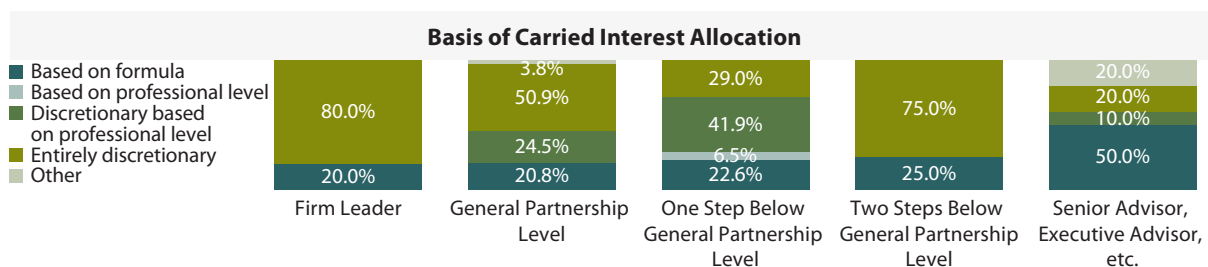 Basis of Carried Interest Allocation
Based on formula
Based on professional level
Discretionary based
on professional level
Entirely discretionary
Other
80.0%
20.0%
Firm Leader
3.8%
50.9%
24.5%
20.8%
General Partnership
Level
29.0%
41.9%
6.5%
22.6%
One Step Below
General Partnership
Level
75.0%
25.0%
Two Steps Below
General Partnership
Level
20.0%
20.0%
10.0%
50.0%
Senior Advisor,
Executive Advisor,
etc.